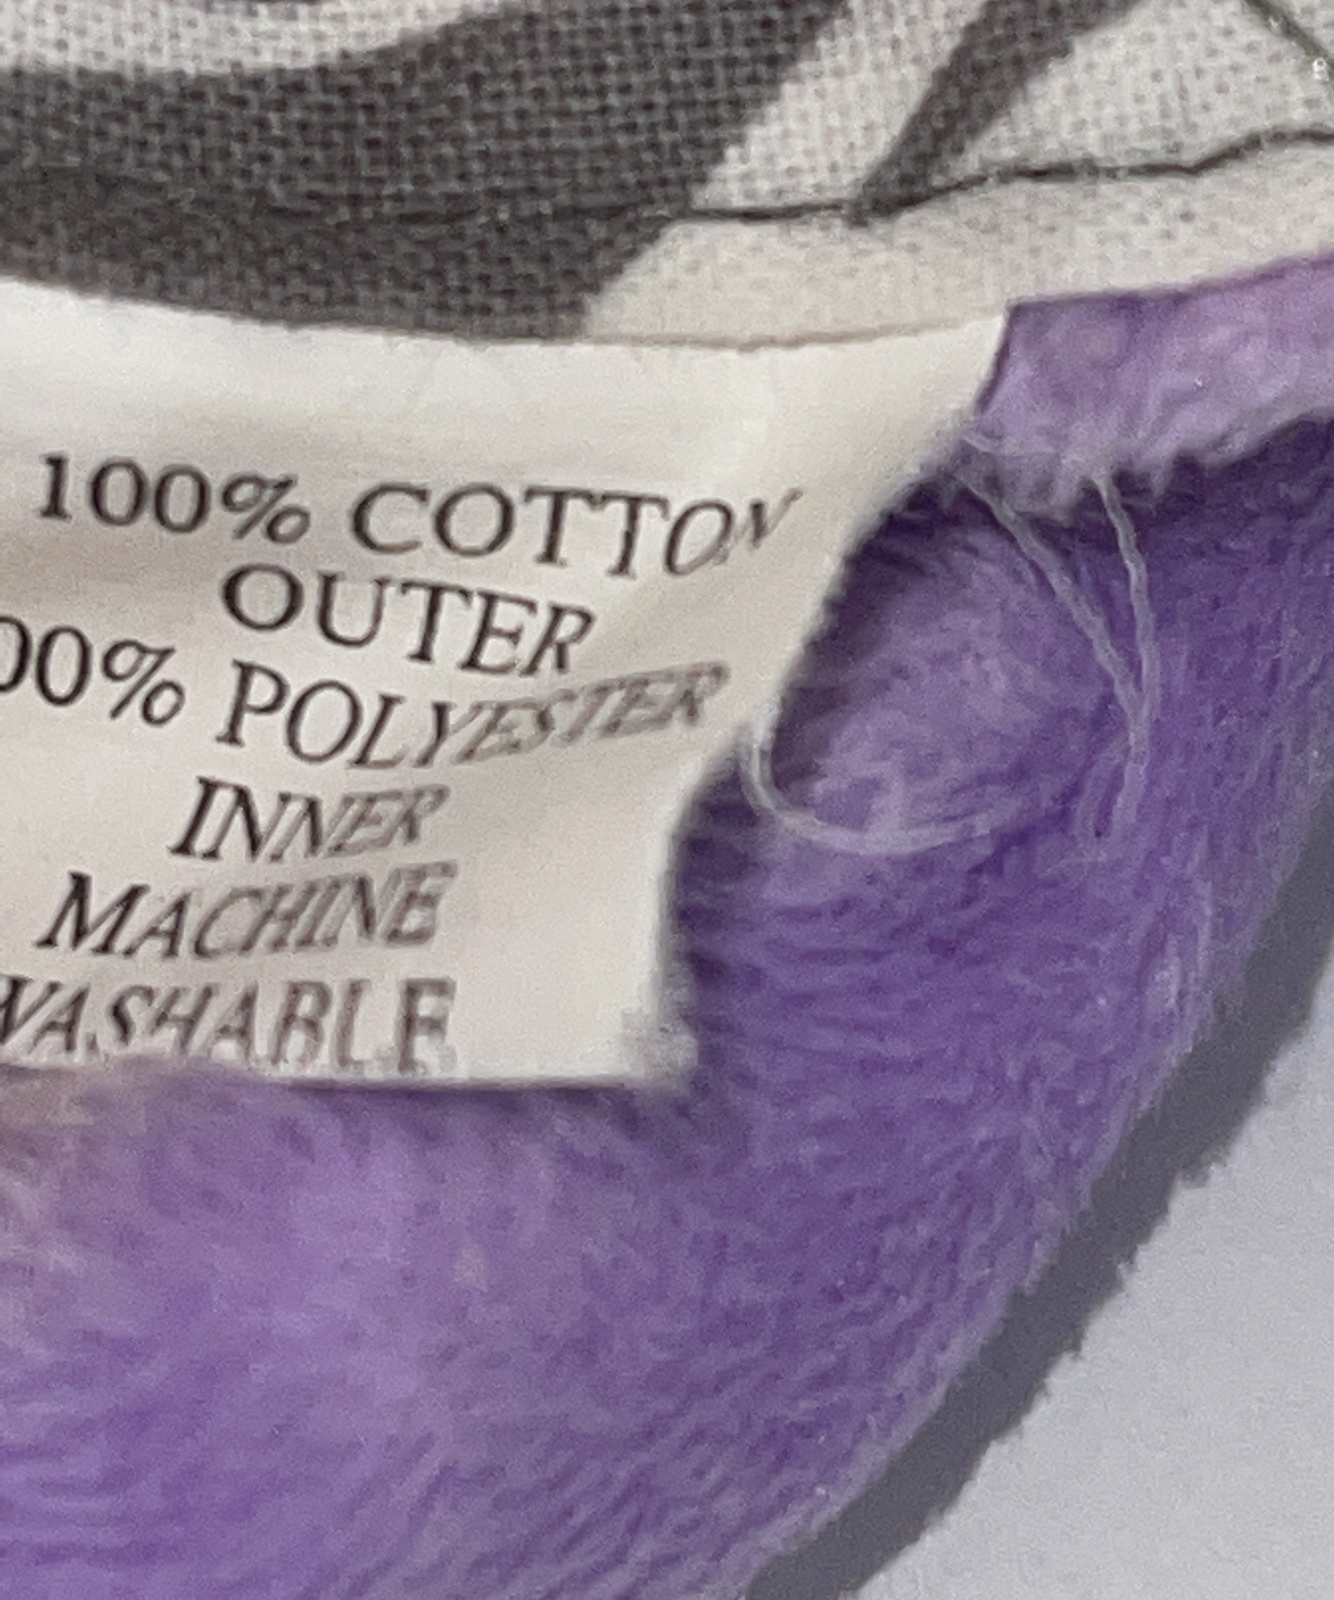 100% COTTON
OUTER
00% POLYESTER
INNER
MACHINE
WASHABLE